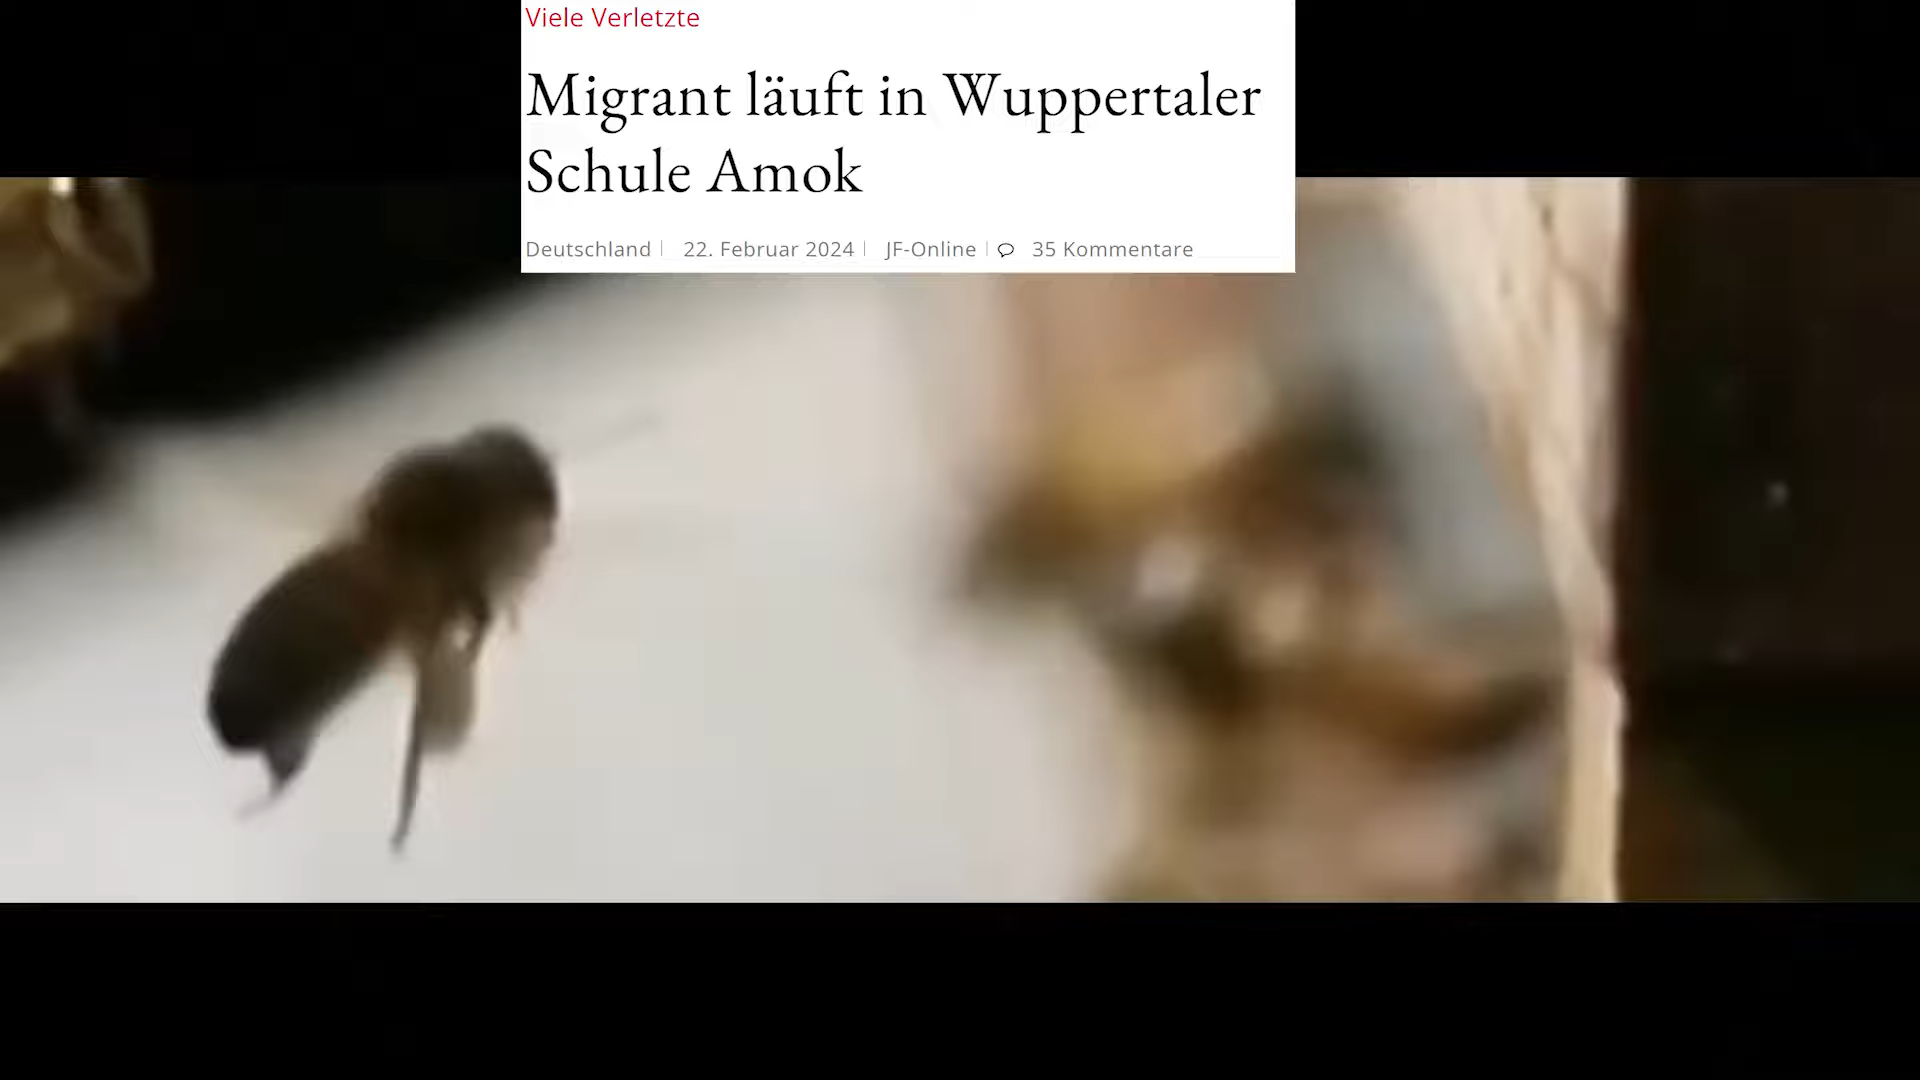 Viele Verletzte
Migrant läuft in Wuppertaler
Schule Amok
Deutschland | 22. Februar 2024 | JF-Online | 35 Kommentare